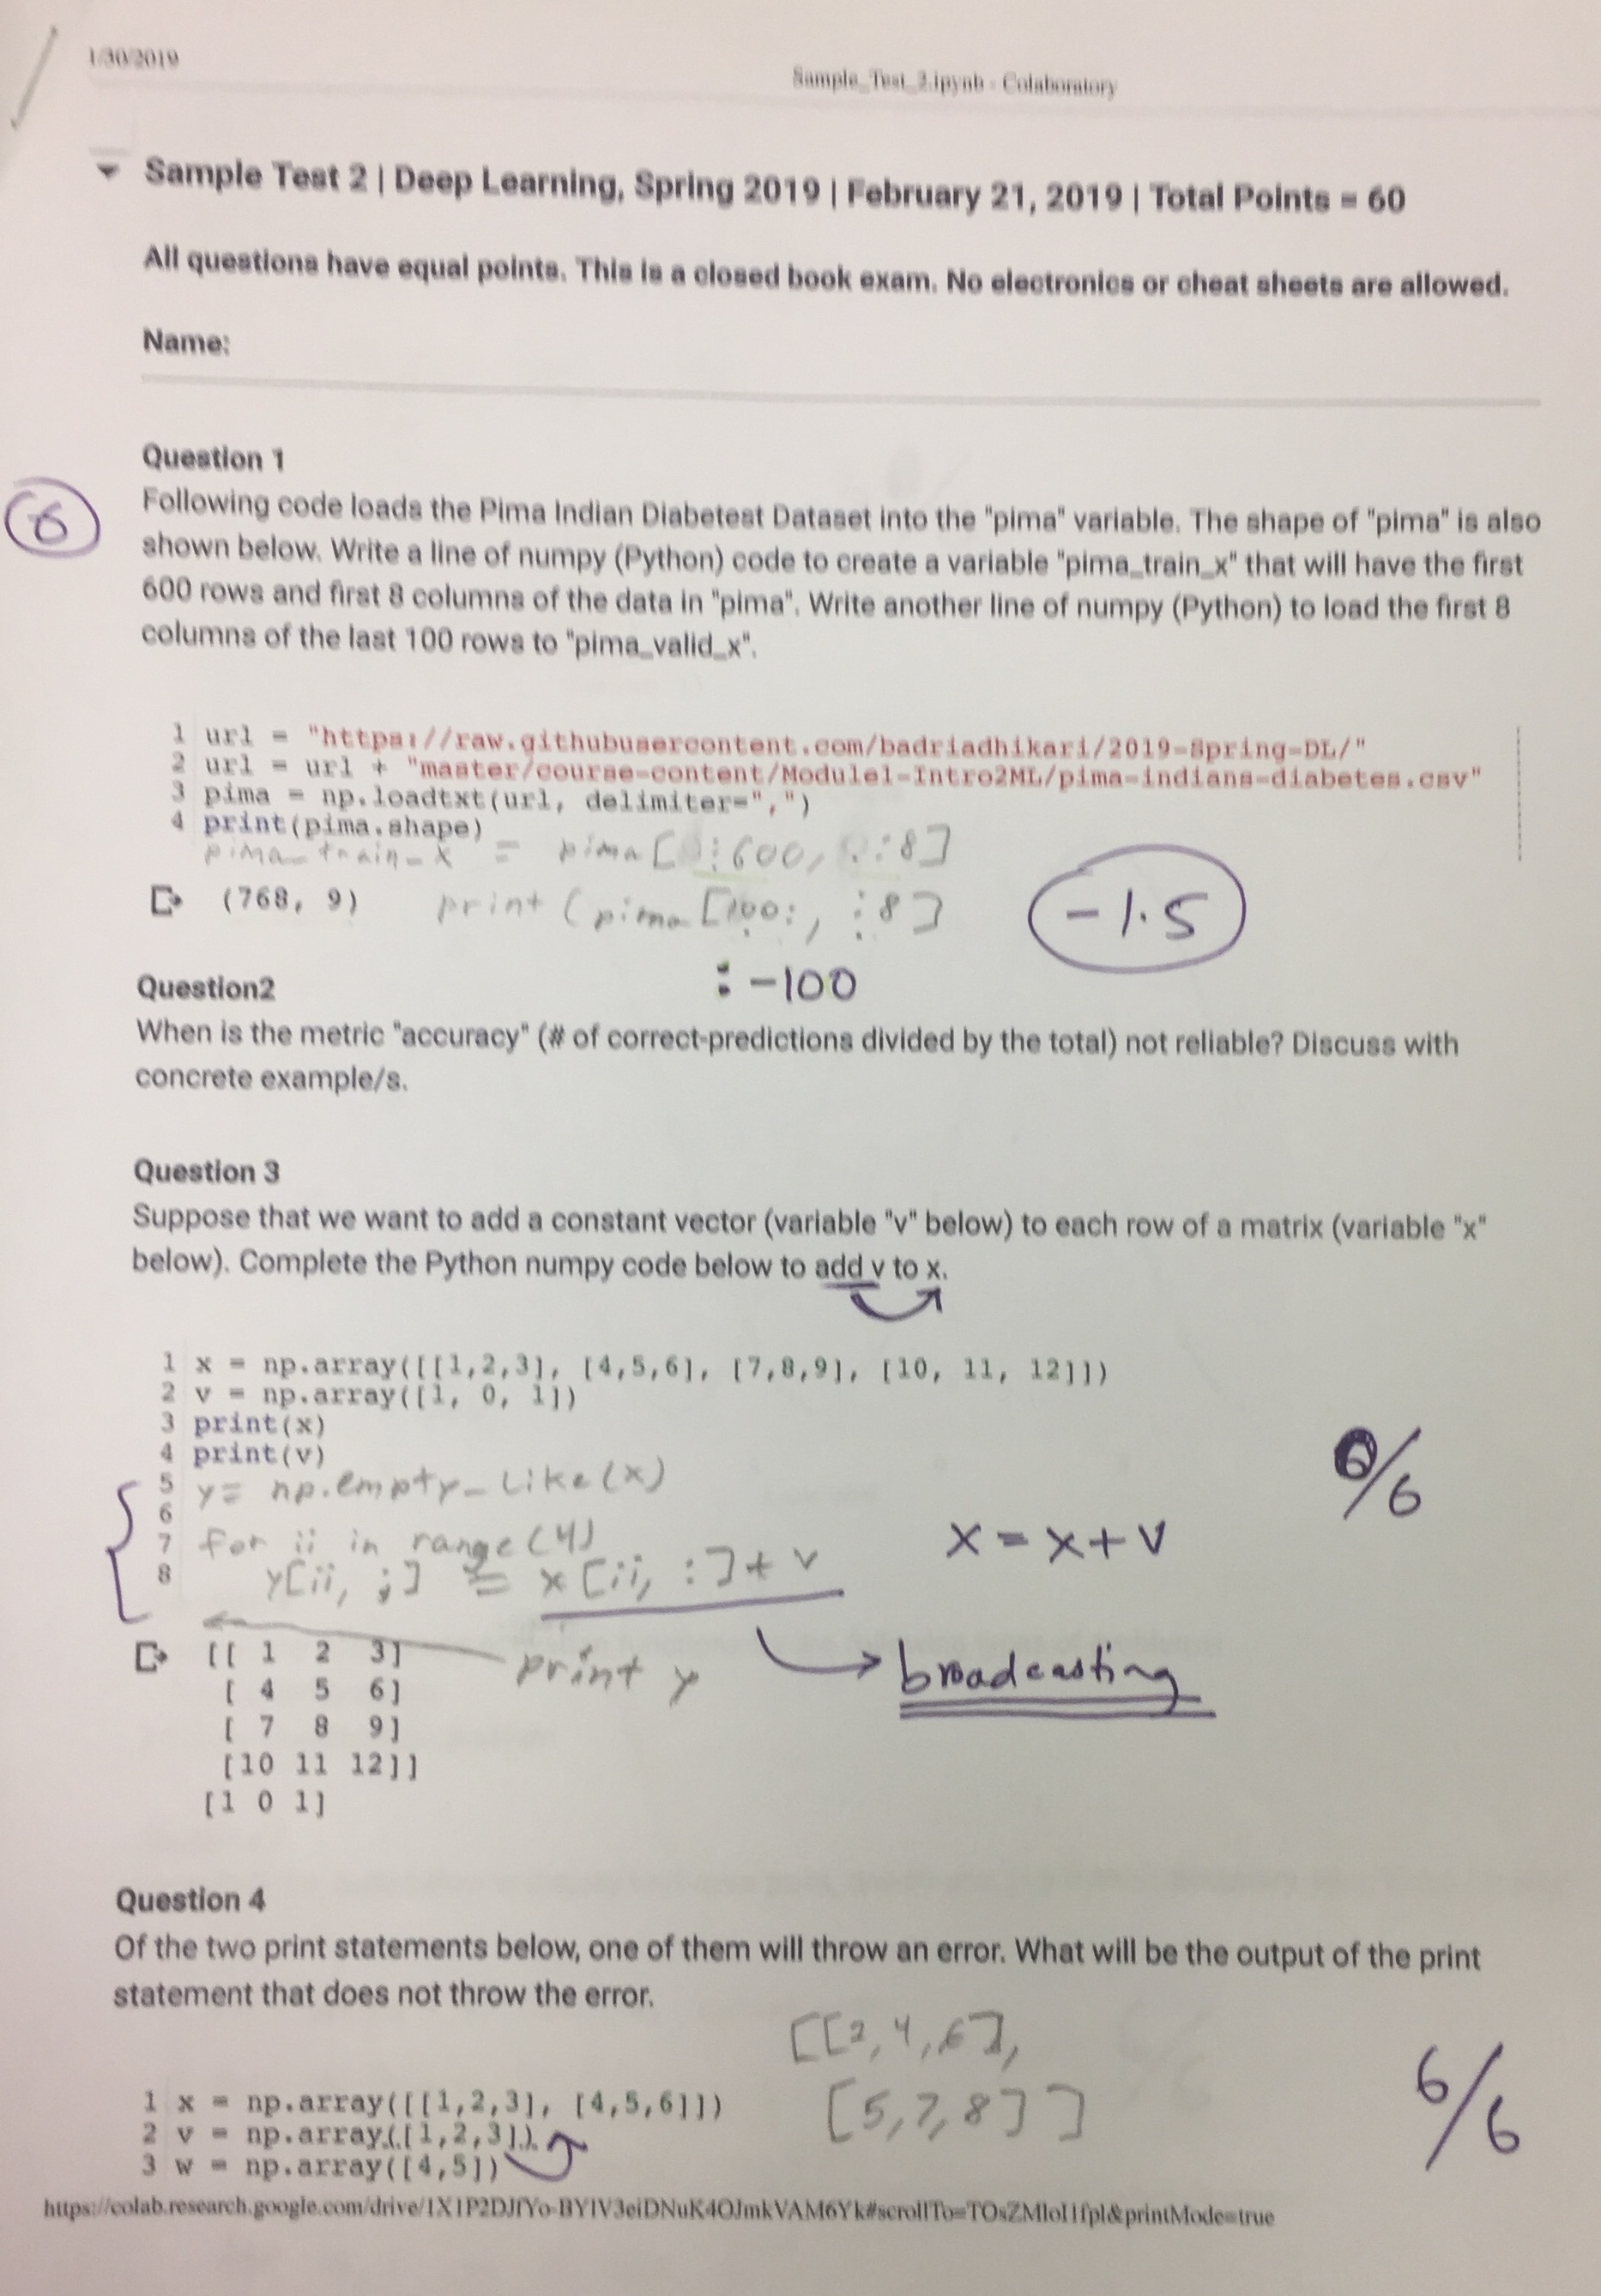 1/30/2019
Sample_Test_2.ipynb - Colaboratory
Sample Test 2 | Deep Learning, Spring 2019 | February 21, 2019 | Total Points = 60
All questions have equal points. This is a closed book exam. No electronics or cheat sheets are allowed.
Name:
Question 1
6
Following code loads the Pima Indian Diabetest Dataset into the "pima" variable. The shape of "pima" is also
shown below. Write a line of numpy (Python) code to create a variable "pima_train_x" that will have the first
600 rows and first 8 columns of the data in "pima". Write another line of numpy (Python) to load the first 8
columns of the last 100 rows to "pima_valid_x".
1 url = "https://raw.githubusercontent.com/badriadhikari/2019-Spring-DL/"
2 url = url + "master/course-content/Module1-Intro2ML/pima-indians-diabetes.csv"
3 pima = np.loadtxt(url, delimiter=",")
4 print(pima.shape)
pima_train_x = pima[:600, :8]
(768, 9) print(pima[100:, :8]
-1.5
:-100
Question2
When is the metric "accuracy" (# of correct-predictions divided by the total) not reliable? Discuss with
concrete example/s.
Question 3
Suppose that we want to add a constant vector (variable "v" below) to each row of a matrix (variable "x"
below). Complete the Python numpy code below to add v to x.
1 x = np.array([[1,2,3], [4,5,6], [7,8,9], [10, 11, 12]])
2 v = np.array([1, 0, 1])
3 print(x)
4 print(v)
5 y= np.empty_like(x)
6
7 for ii in range(4)
8 y[ii, ;] = x[ii, :]+ v
x = x + v
6/6
[[ 1 2 3]
[ 4 5 6]
[ 7 8 9]
[10 11 12]]
[1 0 1]
print y
broadcasting
Question 4
Of the two print statements below, one of them will throw an error. What will be the output of the print
statement that does not throw the error.
[[2,4,6],
[5,7,8]]
6/6
1 x = np.array([[1,2,3], [4,5,6]])
2 v = np.array([1,2,3])
3 w = np.array([4,5])